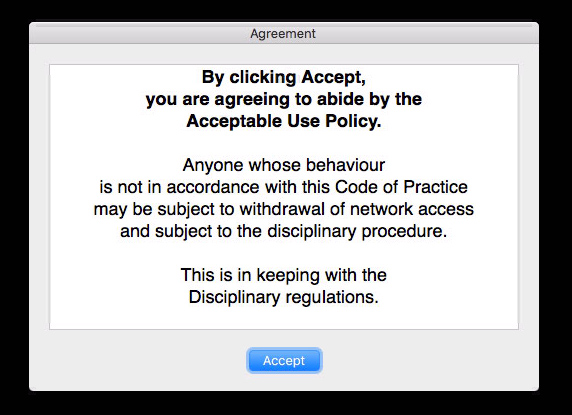 Agreement
By clicking Accept,
you are agreeing to abide by the
Acceptable Use Policy.
Anyone whose behaviour
is not in accordance with this Code of Practice
may be subject to withdrawal of network access
and subject to the disciplinary procedure.
This is in keeping with the
Disciplinary regulations.
Accept